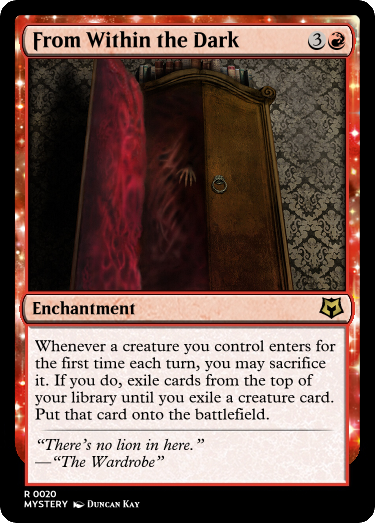 From Within the Dark 3
Enchantment
Whenever a creature you control enters for
the first time each turn, you may sacrifice
it. If you do, exile cards from the top of
your library until you exile a creature card.
Put that card onto the battlefield.
“There’s no lion in here.”
—“The Wardrobe”
R 0020
MYSTERY Duncan Kay